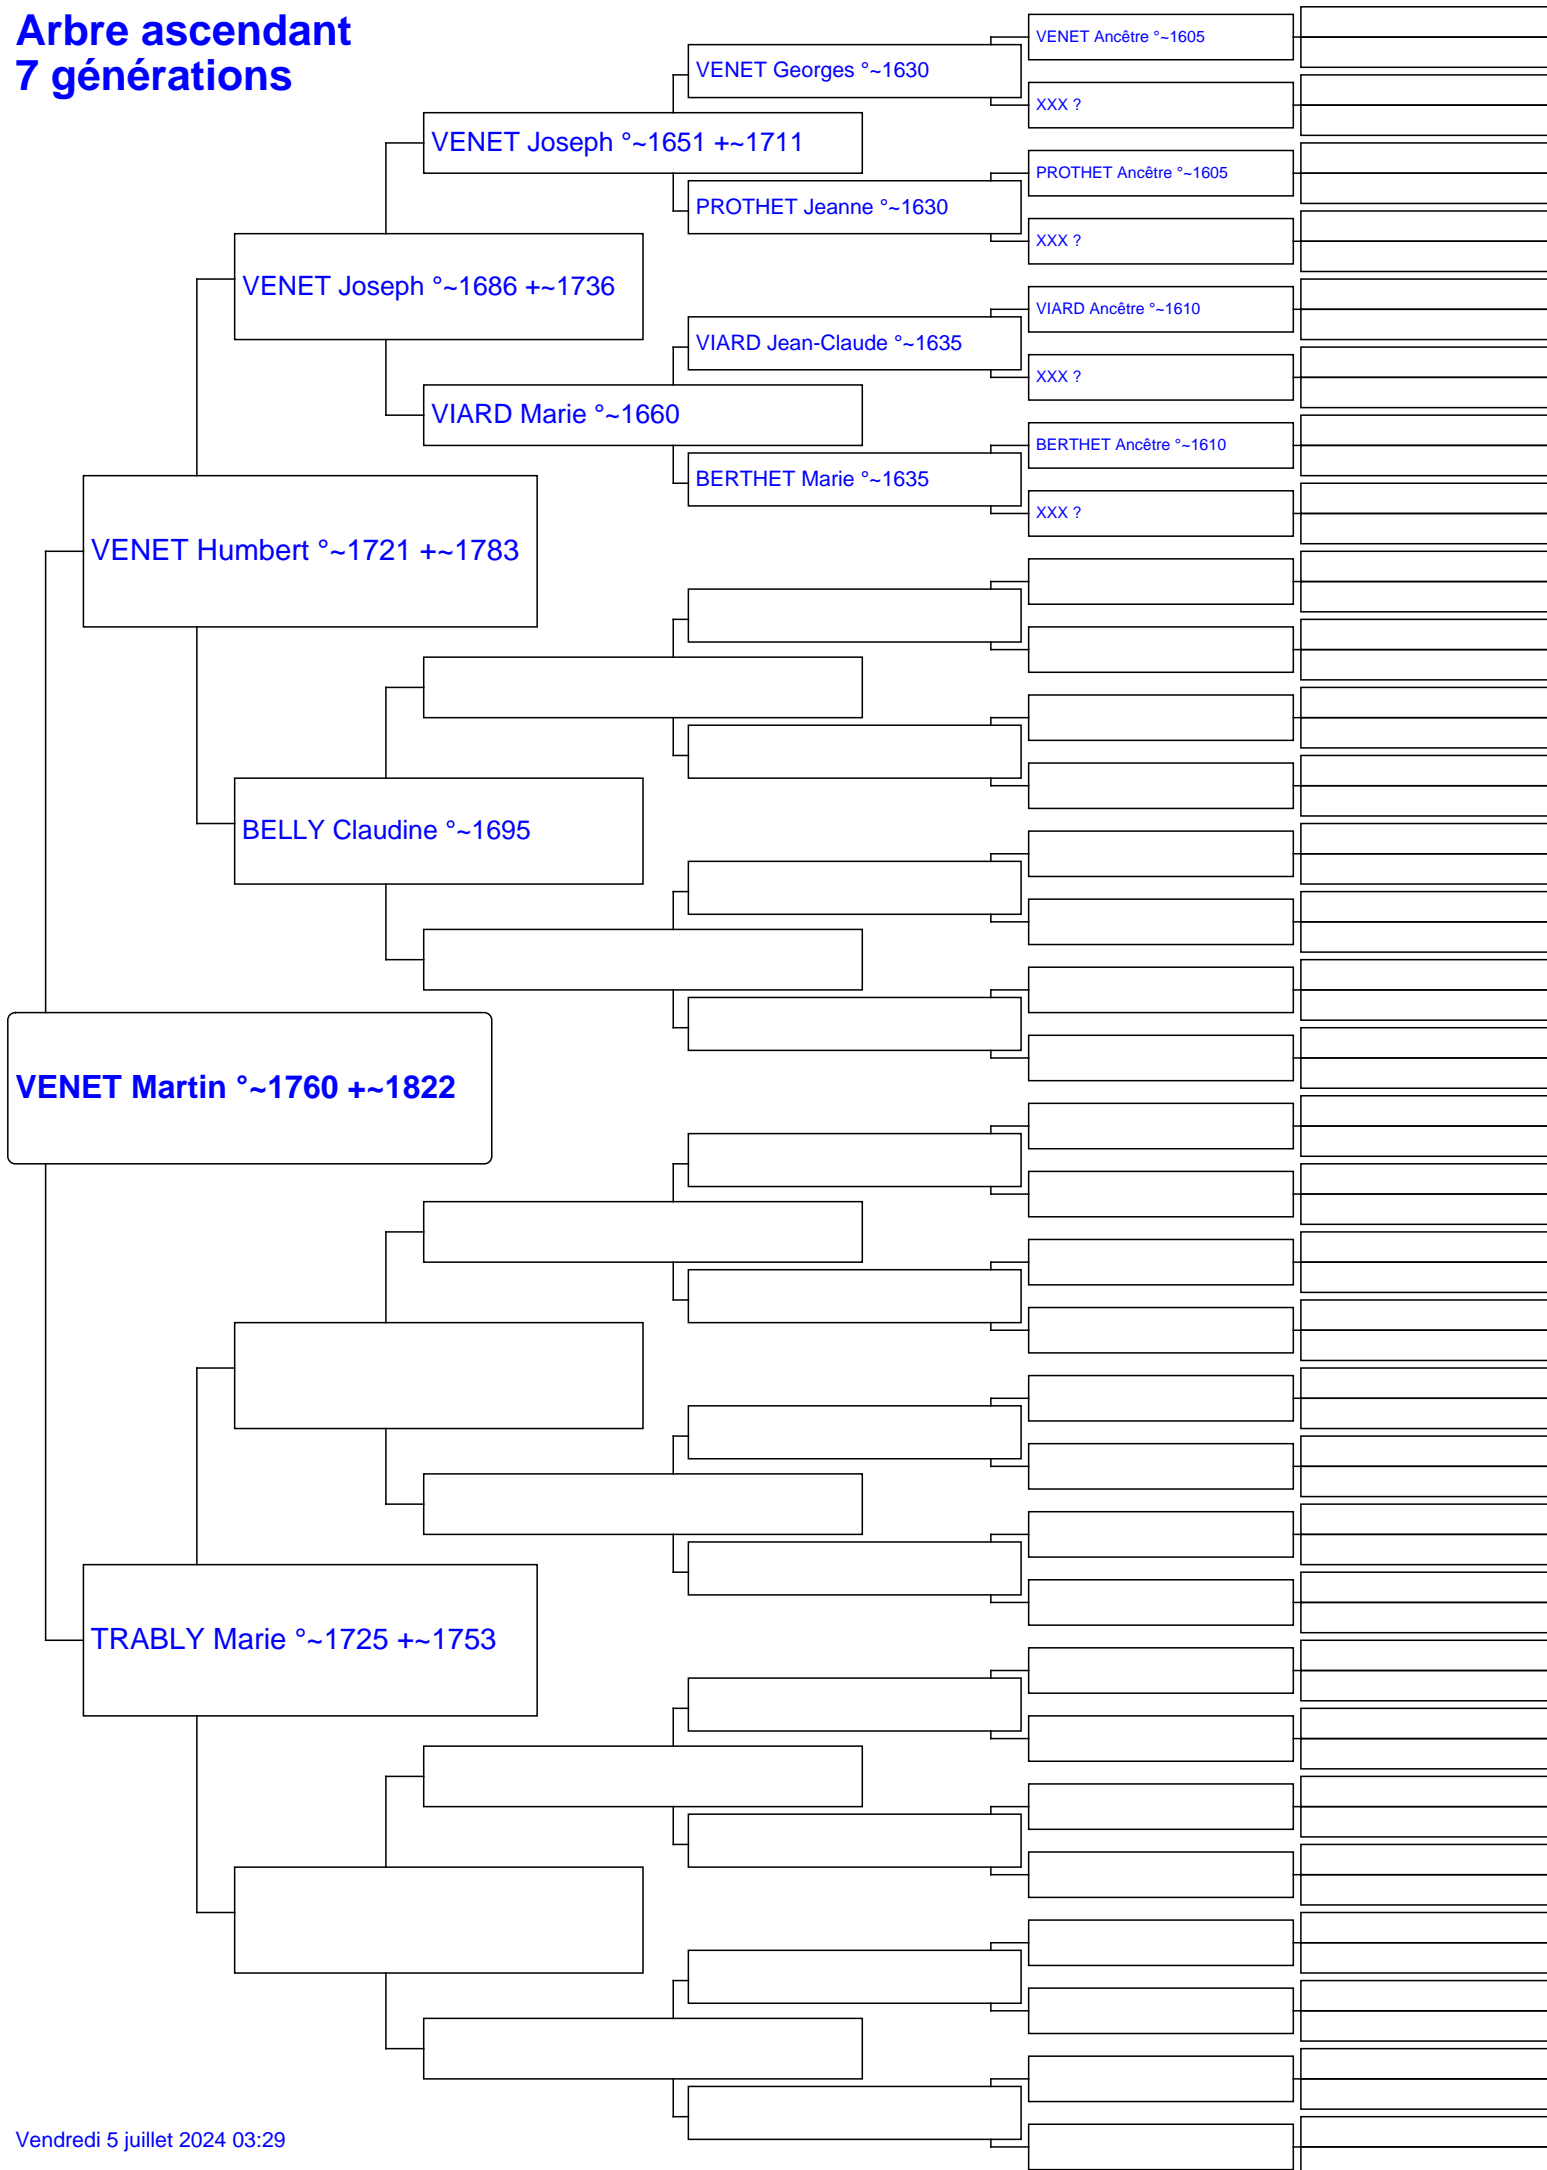 Arbre ascendant
7 générations
VENET Ancêtre °~1605
VENET Georges °~1630
XXX ?
VENET Joseph °~1651 +~1711
PROTHET Ancêtre °~1605
PROTHET Jeanne °~1630
XXX ?
VENET Joseph °~1686 +~1736
VIARD Ancêtre °~1610
VIARD Jean-Claude °~1635
XXX ?
VIARD Marie °~1660
BERTHET Ancêtre °~1610
BERTHET Marie °~1635
XXX ?
VENET Humbert °~1721 +~1783
BELLY Claudine °~1695
VENET Martin °~1760 +~1822
TRABLY Marie °~1725 +~1753
Vendredi 5 juillet 2024 03:29